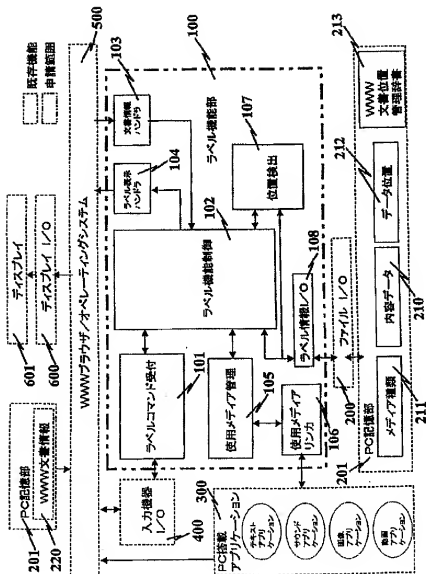 既存機能
申請範囲
500
WWWブラウザ/オペレーティングシステム
601
ディスプレイ
600
ディスプレイ I/O
PC記憶部
WWW文書情報
201
220
100
ラベル機能部
103
文書情報
ハンドラ
104
ラベル表示
ハンドラ
107
位置検出
102
ラベル機能制御
108
ラベル情報I/O
101
ラベルコマンド受付
105
使用メディア管理
106
使用メディア
リンカ
400
入力機器
I/O
300
PC搭載
アプリケーション
テキスト
アプリ
ケーション
サウンド
アプリ
ケーション
画像
アプリ
ケーション
動画
アプリ
ケーション
200
ファイル I/O
201
PC記憶部
213
WWW
文書位置
管理辞書
212
データ位置
210
内容データ
211
メディア種類